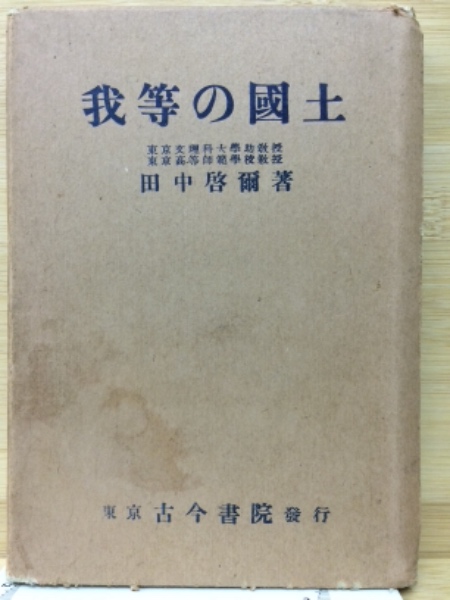 我等の國土
東京文理科大學助教授
東京高等師範學校教授
田中啓爾著
東京 古今書院 發行